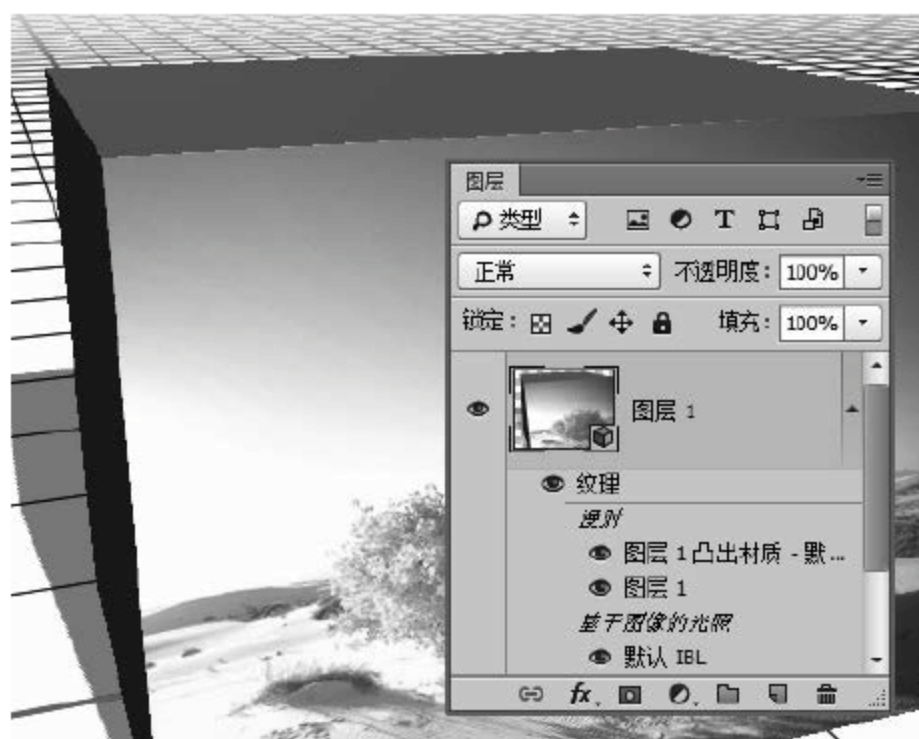 图层
类型
正常 不透明度: 100%
锁定: 填充: 100%
图层 1
纹理
漫射
图层 1 凸出材质 - 默...
图层 1
基于图像的光照
默认 IBL
fx